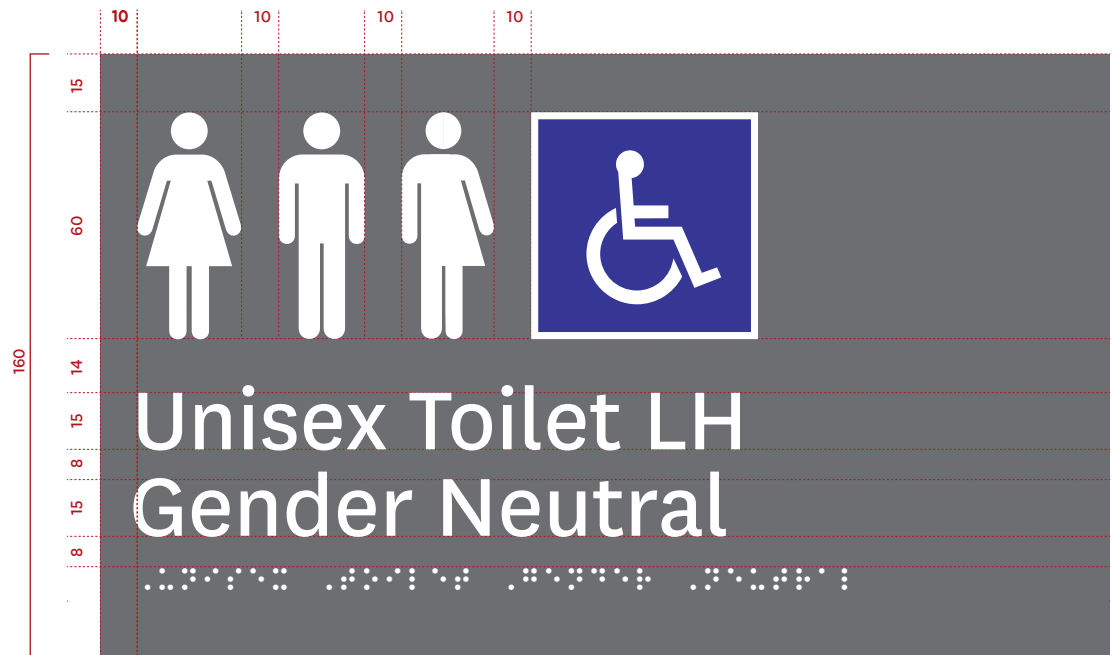 10 10 10 10
15
60
160
14
15 Unisex Toilet LH
8
15 Gender Neutral
8
⠠⠥⠝⠊⠎⠑⠭ ⠠⠞⠕⠊⠇⠑⠞ ⠠⠛⠑⠝⠙⠑⠗ ⠠⠝⠑⠥⠞⠗⠁⠇